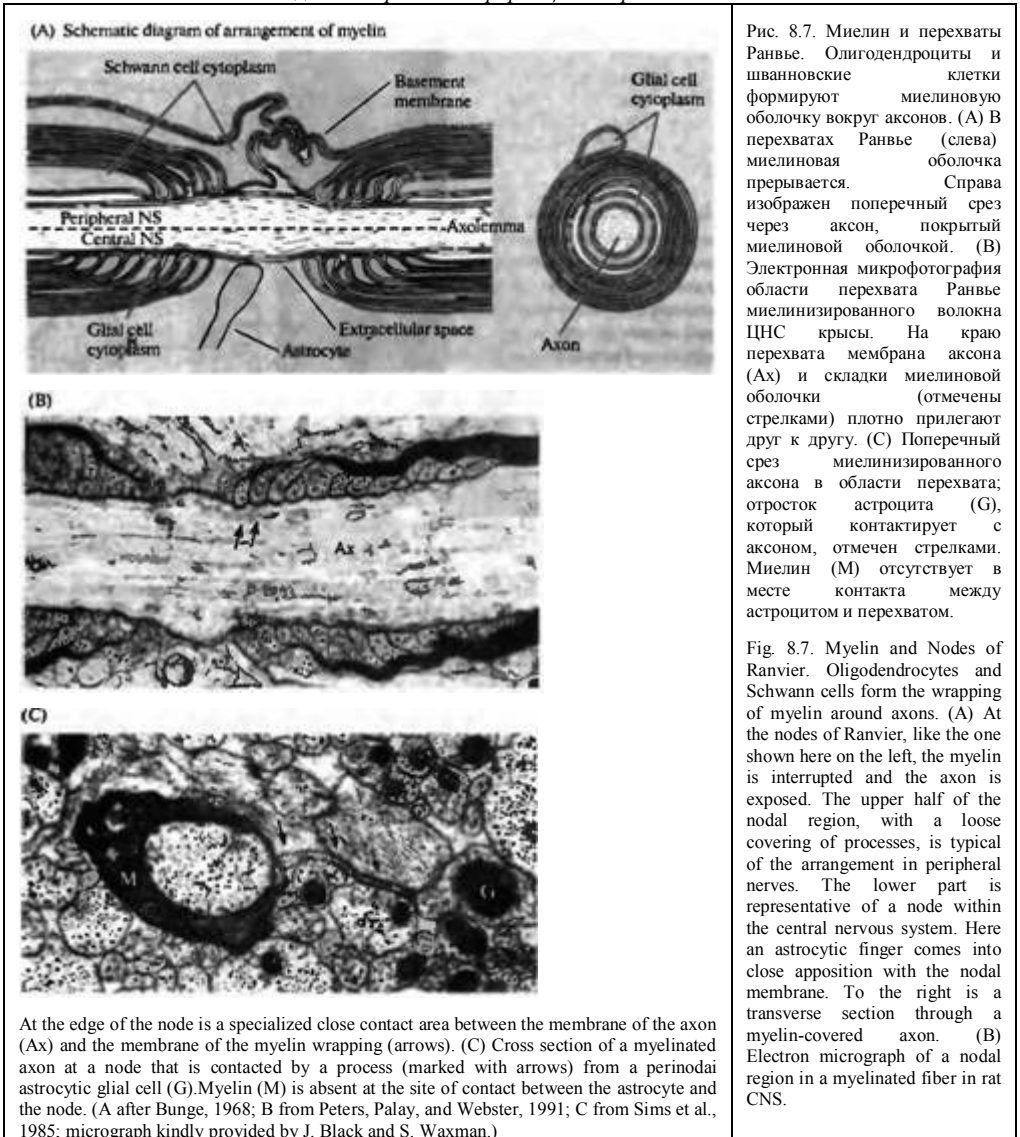 (A) Schematic diagram of arrangement of myelin
Schwann cell cytoplasm
Basement
membrane
Glial cell
cytoplasm
Peripheral NS
Central NS
Axolemma
Glial cell
cytoplasm
Astrocyte
Extracellular space
Axon
(B)
Ax
(C)
M
G
At the edge of the node is a specialized close contact area between the membrane of the axon
(Ax) and the membrane of the myelin wrapping (arrows). (C) Cross section of a myelinated
axon at a node that is contacted by a process (marked with arrows) from a perinodai
astrocytic glial cell (G).Myelin (M) is absent at the site of contact between the astrocyte and
the node. (A after Bunge, 1968; B from Peters, Palay, and Webster, 1991; C from Sims et al.,
1985; micrograph kindly provided by J. Black and S. Waxman.)
Рис. 8.7. Миелин и перехваты
Ранвье. Олигодендроциты и
шванновские клетки
формируют миелиновую
оболочку вокруг аксонов. (А) В
перехватах Ранвье (слева)
миелиновая оболочка
прерывается. Справа
изображен поперечный срез
через аксон, покрытый
миелиновой оболочкой. (В)
Электронная микрофотография
области перехвата Ранвье
миелинизированного волокна
ЦНС крысы. На краю
перехвата мембрана аксона
(Ах) и складки миелиновой
оболочки (отмечены
стрелками) плотно прилегают
друг к другу. (С) Поперечный
срез миелинизированного
аксона в области перехвата;
отросток астроцита (G),
который контактирует с
аксоном, отмечен стрелками.
Миелин (М) отсутствует в
месте контакта между
астроцитом и перехватом.
Fig. 8.7. Myelin and Nodes of
Ranvier. Oligodendrocytes and
Schwann cells form the wrapping
of myelin around axons. (A) At
the nodes of Ranvier, like the one
shown here on the left, the myelin
is interrupted and the axon is
exposed. The upper half of the
nodal region, with a loose
covering of processes, is typical
of the arrangement in peripheral
nerves. The lower part is
representative of a node within
the central nervous system. Here
an astrocytic finger comes into
close apposition with the nodal
membrane. To the right is a
transverse section through a
myelin-covered axon. (B)
Electron micrograph of a nodal
region in a myelinated fiber in rat
CNS.